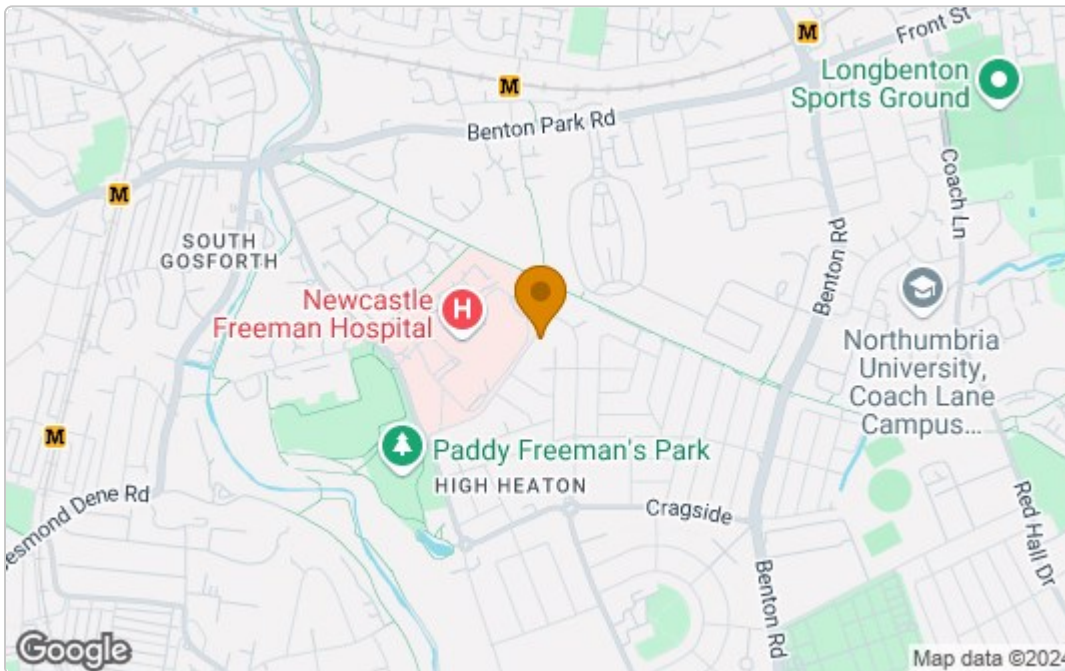 M
M
Front St
Longbenton
Sports Ground
Benton Park Rd
M
Coach Ln
SOUTH
GOSFORTH
Benton Rd
Newcastle
Freeman Hospital
H
Northumbria
University,
Coach Lane
Campus...
M
Paddy Freeman's Park
HIGH HEATON
esmond Dene Rd
Cragside
Red Hall Dr
Benton Rd
Google
Map data ©2024